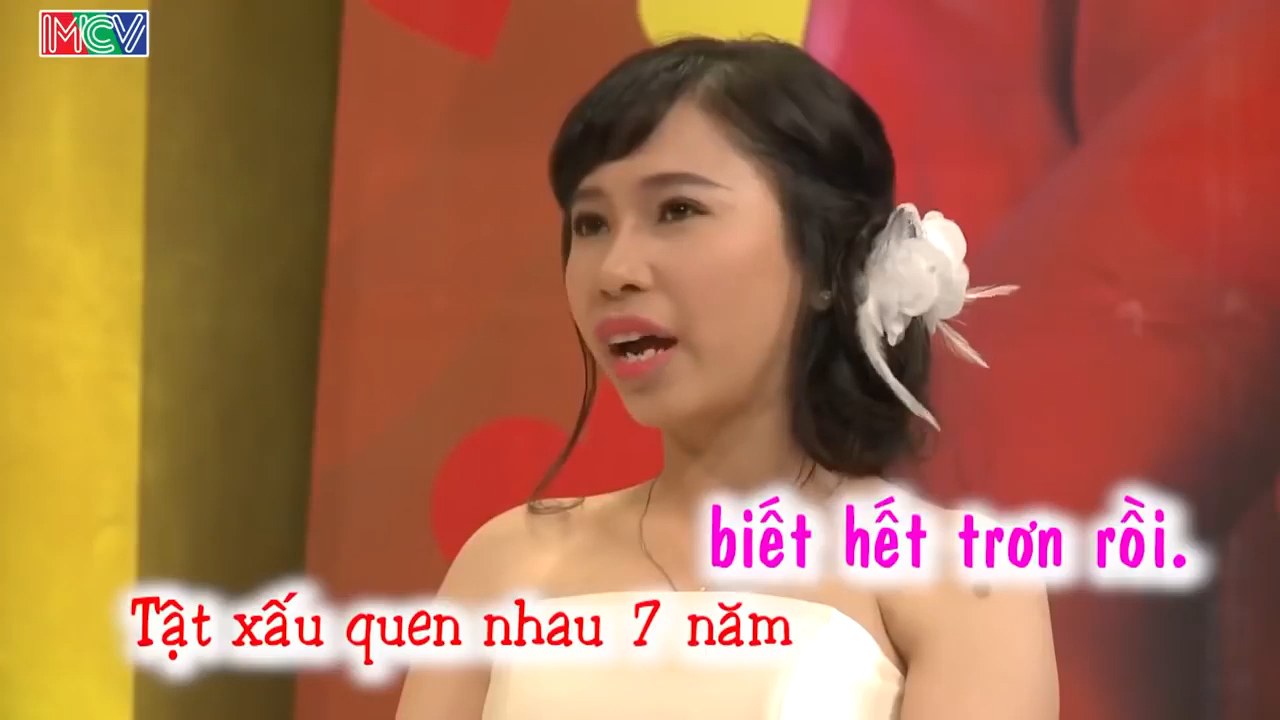 MCV
Tật xấu quen nhau 7 năm
biết hết trơn rồi.